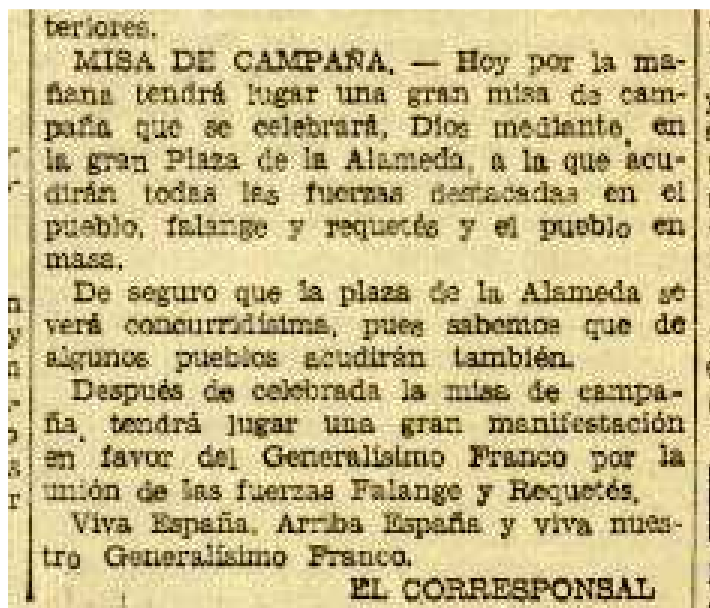 teriores.
MISA DE CAMPAÑA. — Hoy por la ma-
ñana tendrá lugar una gran misa de cam-
paña que se celebrará, Dios mediante, en
la gran Plaza de la Alameda, a la que acu-
dirán todas las fuerzas destacadas en el
pueblo, falange y requetés y el pueblo en
masa.
De seguro que la plaza de la Alameda se
verá concurridísima, pues sabemos que de
algunos pueblos acudirán también.
Después de celebrada la misa de campa-
ña, tendrá lugar una gran manifestación
en favor del Generalísimo Franco por la
unión de las fuerzas Falange y Requetés.
Viva España, Arriba España y viva nues-
tro Generalísimo Franco.
EL CORRESPONSAL